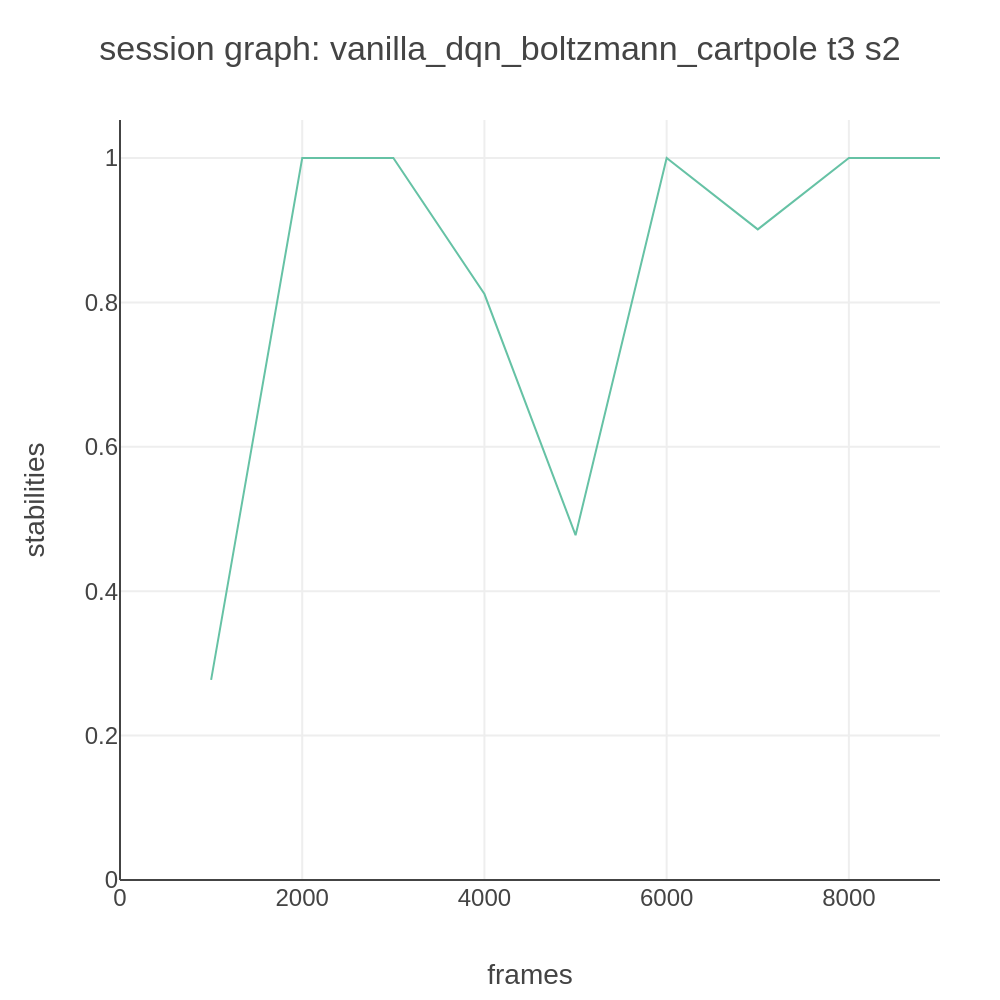 session graph: vanilla_dqn_boltzmann_cartpole t3 s2
1
0.8
0.6
0.4
0.2
0
stabilities
0 2000 4000 6000 8000
frames